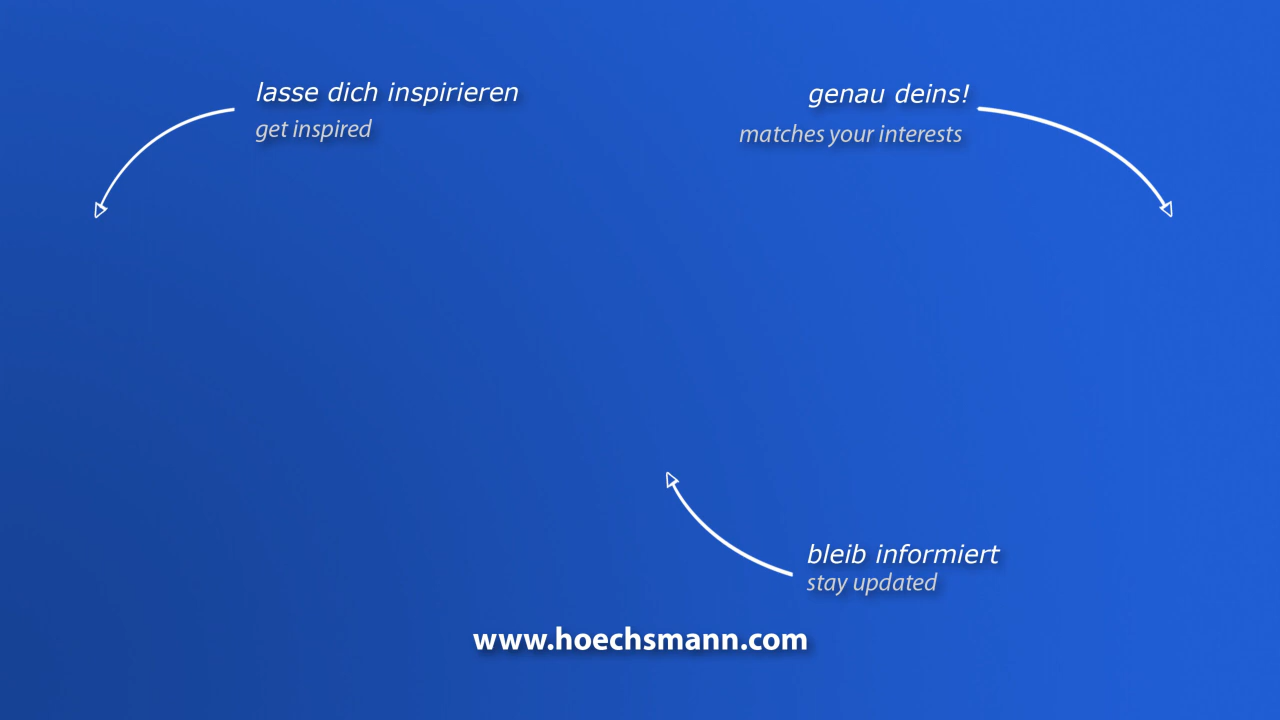 lasse dich inspirieren
get inspired
genau deins!
matches your interests
bleib informiert
stay updated
www.hoechsmann.com